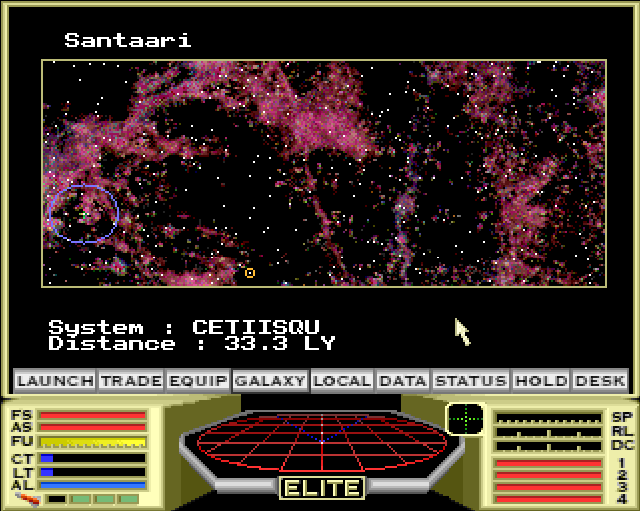 Santaari
System : CETIISQU
Distance : 33.3 LY
LAUNCH TRADE EQUIP GALAXY LOCAL DATA STATUS HOLD DESK
FS
AS
FU
CT
LT
AL
ELITE
SP
RL
DC
1
2
3
4